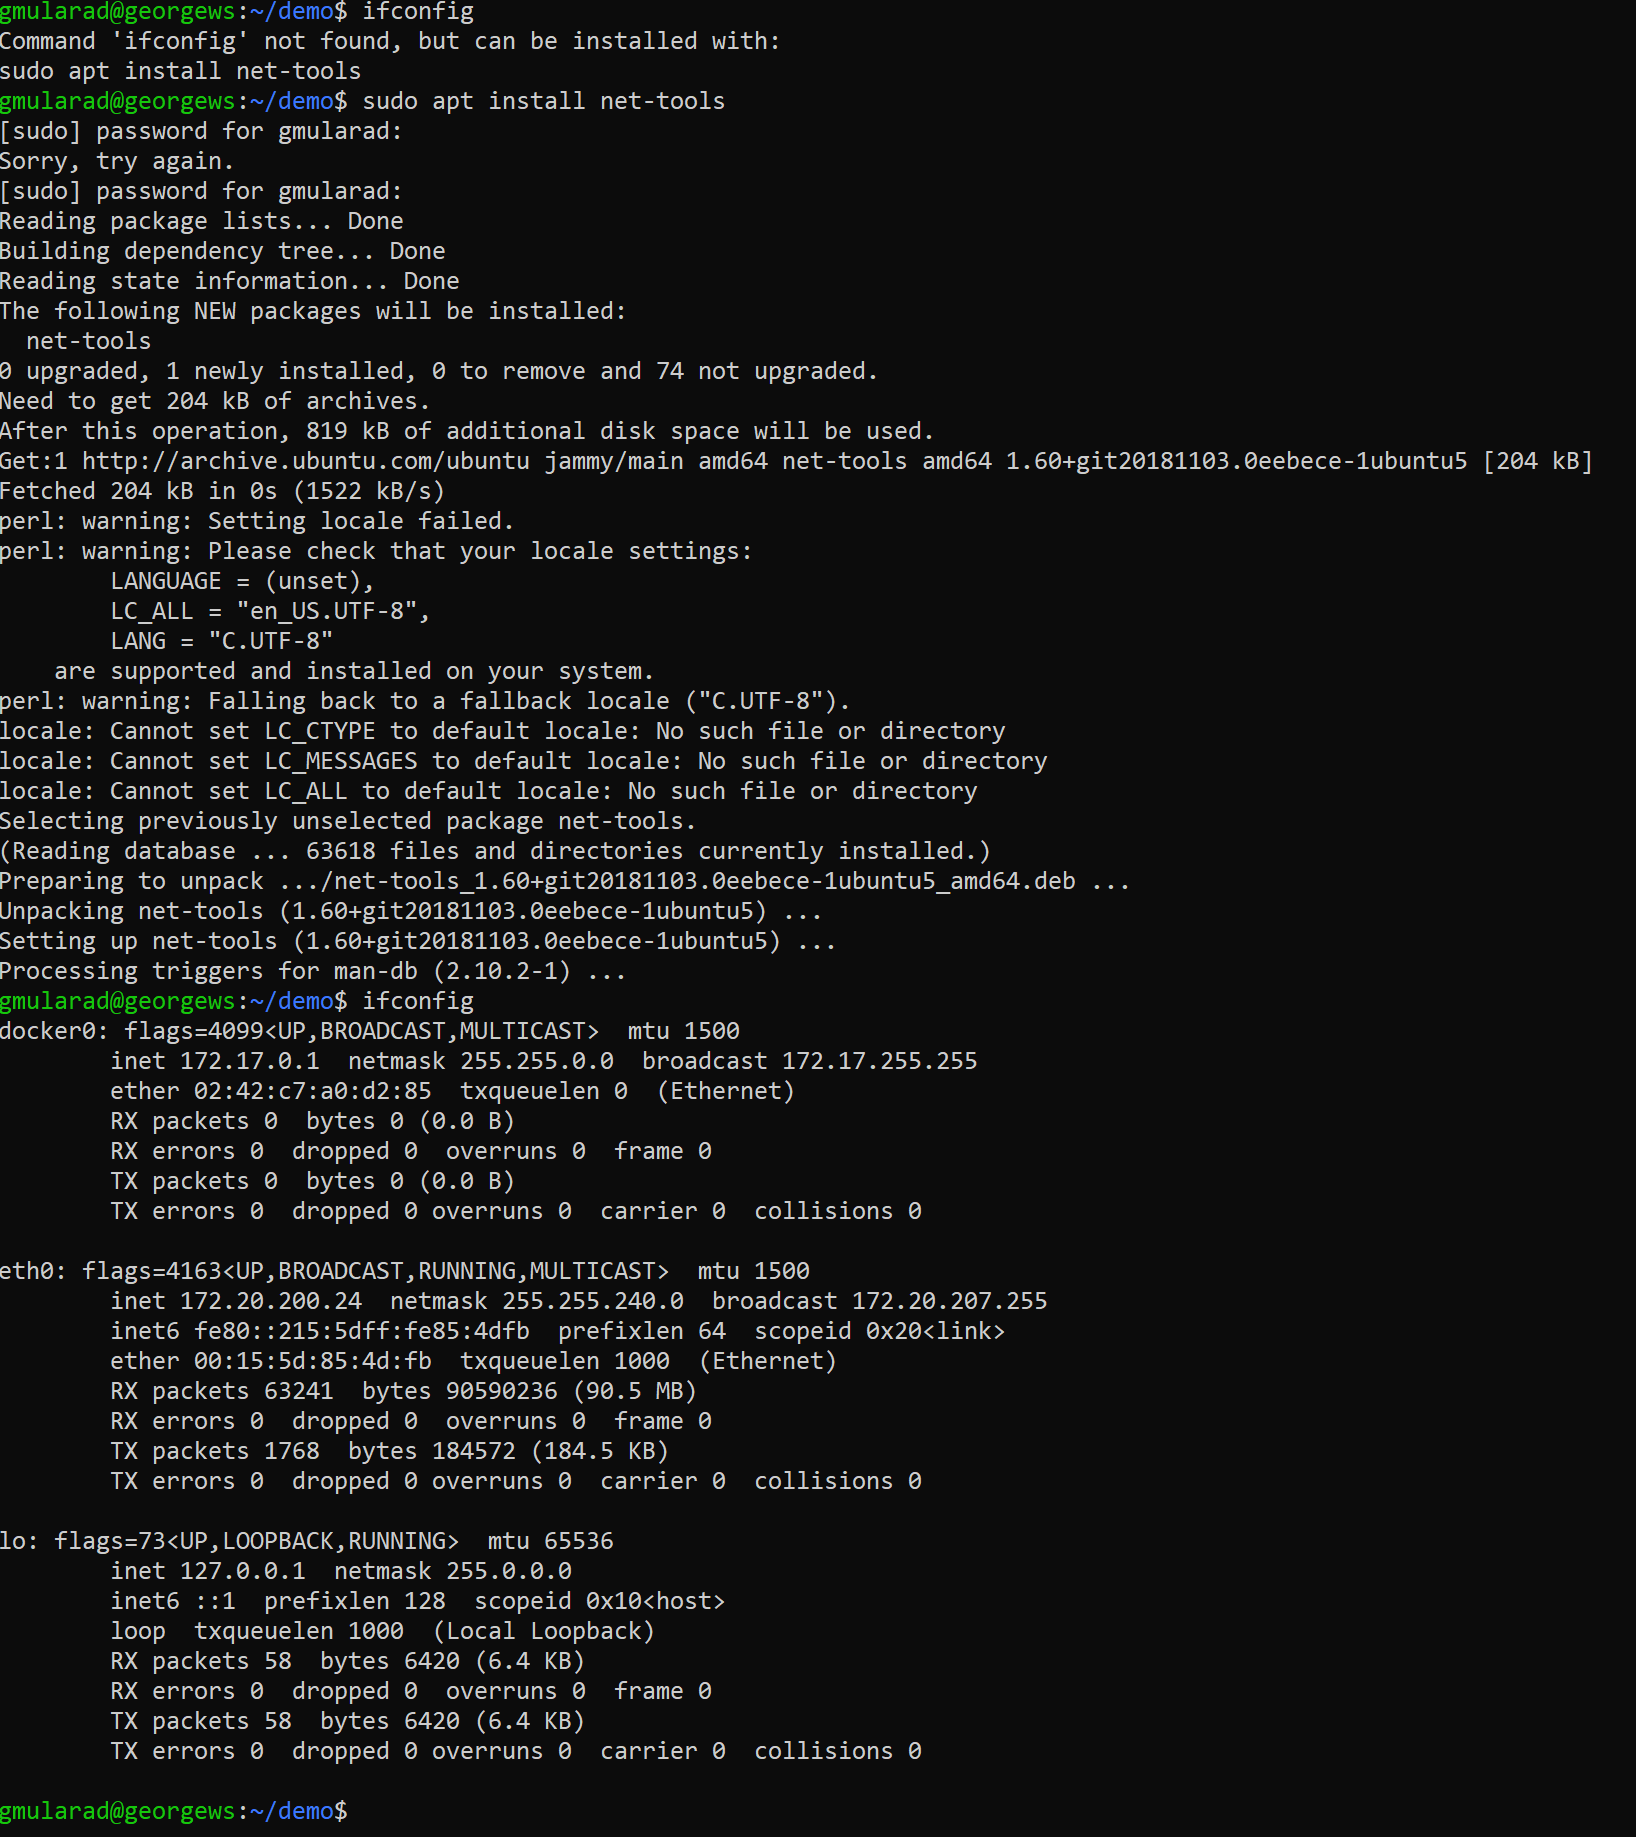 gmularad@georgews:~/demo$ ifconfig
Command 'ifconfig' not found, but can be installed with:
sudo apt install net-tools
gmularad@georgews:~/demo$ sudo apt install net-tools
[sudo] password for gmularad:
Sorry, try again.
[sudo] password for gmularad:
Reading package lists... Done
Building dependency tree... Done
Reading state information... Done
The following NEW packages will be installed:
  net-tools
0 upgraded, 1 newly installed, 0 to remove and 74 not upgraded.
Need to get 204 kB of archives.
After this operation, 819 kB of additional disk space will be used.
Get:1 http://archive.ubuntu.com/ubuntu jammy/main amd64 net-tools amd64 1.60+git20181103.0eebece-1ubuntu5 [204 kB]
Fetched 204 kB in 0s (1522 kB/s)
perl: warning: Setting locale failed.
perl: warning: Please check that your locale settings:
        LANGUAGE = (unset),
        LC_ALL = "en_US.UTF-8",
        LANG = "C.UTF-8"
    are supported and installed on your system.
perl: warning: Falling back to a fallback locale ("C.UTF-8").
locale: Cannot set LC_CTYPE to default locale: No such file or directory
locale: Cannot set LC_MESSAGES to default locale: No such file or directory
locale: Cannot set LC_ALL to default locale: No such file or directory
Selecting previously unselected package net-tools.
(Reading database ... 63618 files and directories currently installed.)
Preparing to unpack .../net-tools_1.60+git20181103.0eebece-1ubuntu5_amd64.deb ...
Unpacking net-tools (1.60+git20181103.0eebece-1ubuntu5) ...
Setting up net-tools (1.60+git20181103.0eebece-1ubuntu5) ...
Processing triggers for man-db (2.10.2-1) ...
gmularad@georgews:~/demo$ ifconfig
docker0: flags=4099<UP,BROADCAST,MULTICAST>  mtu 1500
        inet 172.17.0.1  netmask 255.255.0.0  broadcast 172.17.255.255
        ether 02:42:c7:a0:d2:85  txqueuelen 0  (Ethernet)
        RX packets 0  bytes 0 (0.0 B)
        RX errors 0  dropped 0  overruns 0  frame 0
        TX packets 0  bytes 0 (0.0 B)
        TX errors 0  dropped 0 overruns 0  carrier 0  collisions 0

eth0: flags=4163<UP,BROADCAST,RUNNING,MULTICAST>  mtu 1500
        inet 172.20.200.24  netmask 255.255.240.0  broadcast 172.20.207.255
        inet6 fe80::215:5dff:fe85:4dfb  prefixlen 64  scopeid 0x20<link>
        ether 00:15:5d:85:4d:fb  txqueuelen 1000  (Ethernet)
        RX packets 63241  bytes 90590236 (90.5 MB)
        RX errors 0  dropped 0  overruns 0  frame 0
        TX packets 1768  bytes 184572 (184.5 KB)
        TX errors 0  dropped 0 overruns 0  carrier 0  collisions 0

lo: flags=73<UP,LOOPBACK,RUNNING>  mtu 65536
        inet 127.0.0.1  netmask 255.0.0.0
        inet6 ::1  prefixlen 128  scopeid 0x10<host>
        loop  txqueuelen 1000  (Local Loopback)
        RX packets 58  bytes 6420 (6.4 KB)
        RX errors 0  dropped 0  overruns 0  frame 0
        TX packets 58  bytes 6420 (6.4 KB)
        TX errors 0  dropped 0 overruns 0  carrier 0  collisions 0

gmularad@georgews:~/demo$